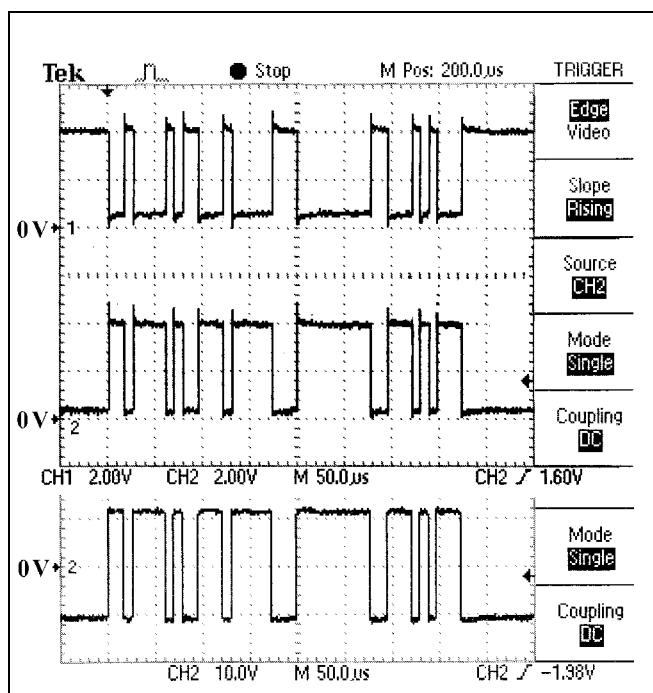 Tek Stop M Pos: 200.0µs TRIGGER
Edge
Video
Slope
Rising
0V 1
Source
CH2
Mode
Single
Coupling
0V 2
DC
CH1 2.00V CH2 2.00V M 50.0µs CH2 1.60V
Mode
Single
0V 2
Coupling
DC
CH2 10.0V M 50.0µs CH2 -1.98V